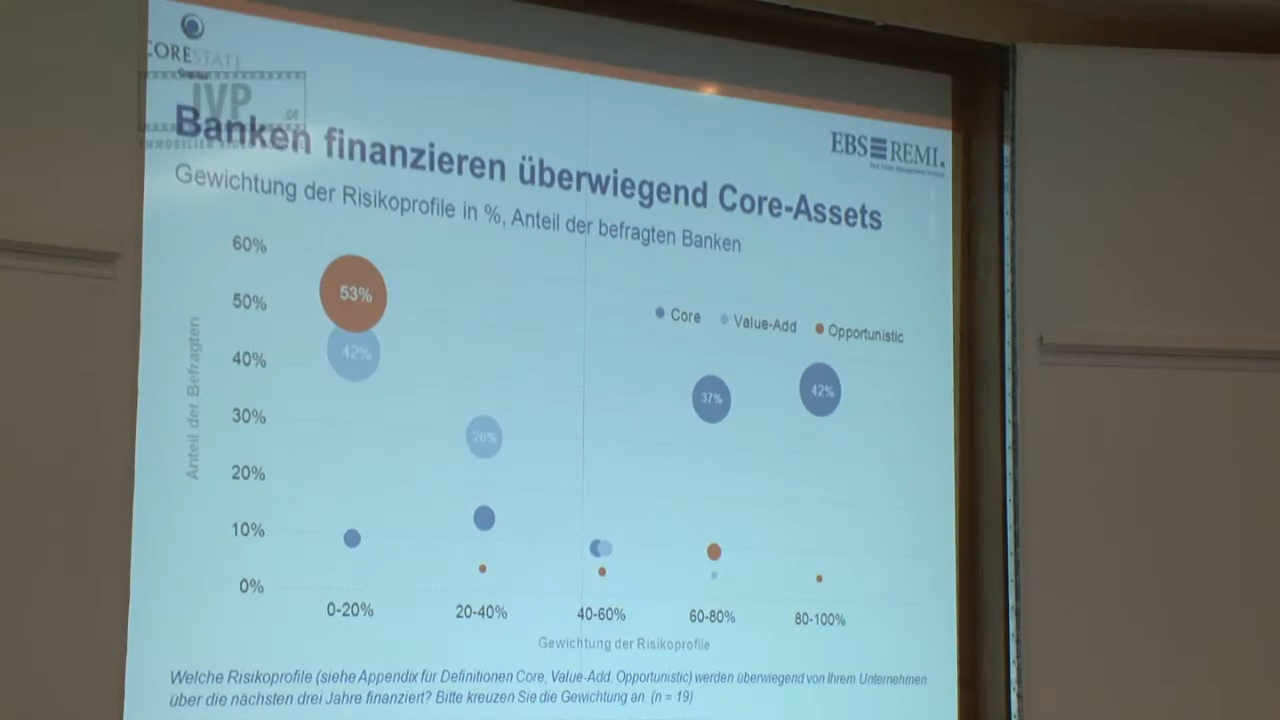 CORESTATE
IVP
.DE
Banken finanzieren überwiegend Core-Assets
EBS REMI.
Gewichtung der Risikoprofile in %, Anteil der befragten Banken
60%
50%
40%
30%
20%
10%
0%
Anteil der Befragten
53%
42%
26%
37%
42%
Core
Value-Add
Opportunistic
0-20%
20-40%
40-60%
60-80%
80-100%
Gewichtung der Risikoprofile
Welche Risikoprofile (siehe Appendix für Definitionen Core, Value-Add, Opportunistic) werden überwiegend von Ihrem Unternehmen
über die nächsten drei Jahre finanziert? Bitte kreuzen Sie die Gewichtung an. (n = 19)